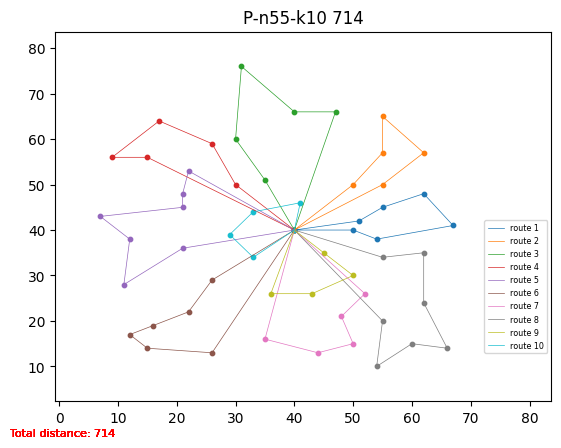 P-n55-k10 714
80
70
60
50
40
30
20
10
0 10 20 30 40 50 60 70 80
route 1
route 2
route 3
route 4
route 5
route 6
route 7
route 8
route 9
route 10
Total distance: 714